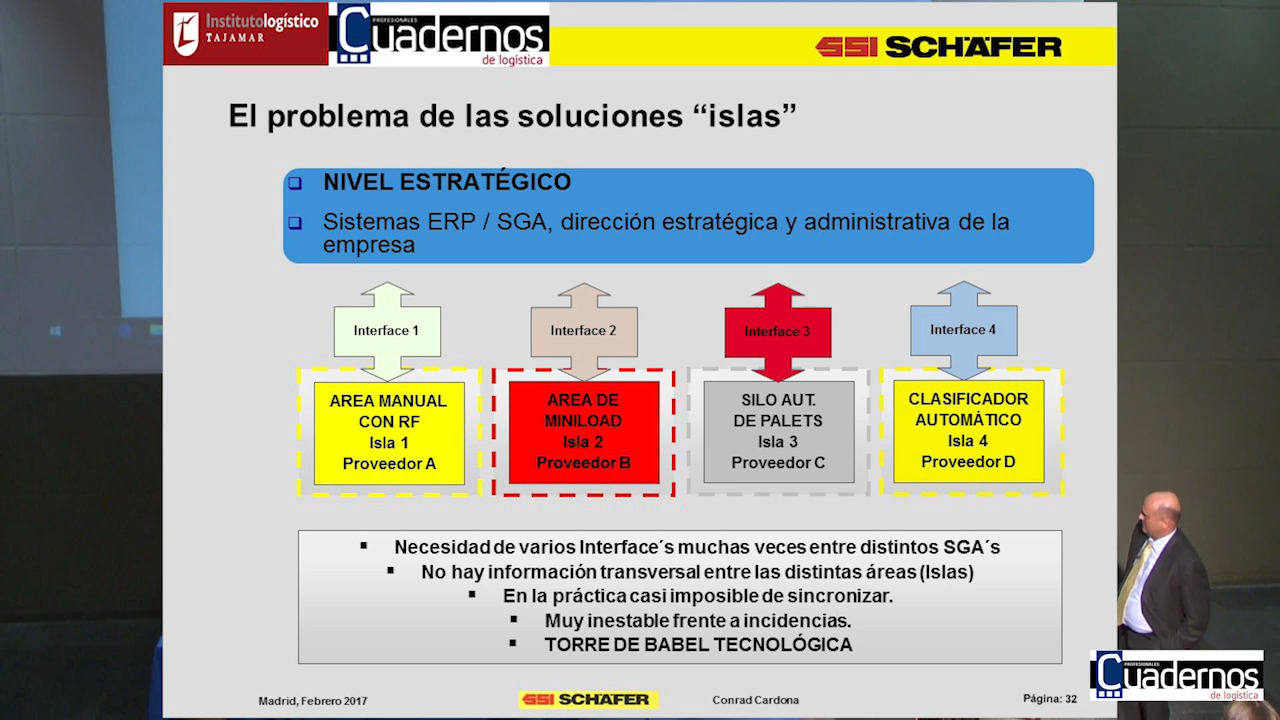 Institutologístico
TAJAMAR
PROFESIONALES
Cuadernos
de logística
SSI SCHÄFER
El problema de las soluciones “islas”
NIVEL ESTRATÉGICO
Sistemas ERP / SGA, dirección estratégica y administrativa de la
empresa
Interface 1
Interface 2
Interface 3
Interface 4
AREA MANUAL
CON RF
Isla 1
Proveedor A
AREA DE
MINILOAD
Isla 2
Proveedor B
SILO AUT.
DE PALETS
Isla 3
Proveedor C
CLASIFICADOR
AUTOMÁTICO
Isla 4
Proveedor D
Necesidad de varios Interface´s muchas veces entre distintos SGA´s
No hay información transversal entre las distintas áreas (Islas)
En la práctica casi imposible de sincronizar.
Muy inestable frente a incidencias.
TORRE DE BABEL TECNOLÓGICA
Madrid, Febrero 2017
SSI SCHÄFER
Conrad Cardona
Página: 32
PROFESIONALES
Cuadernos
de logística